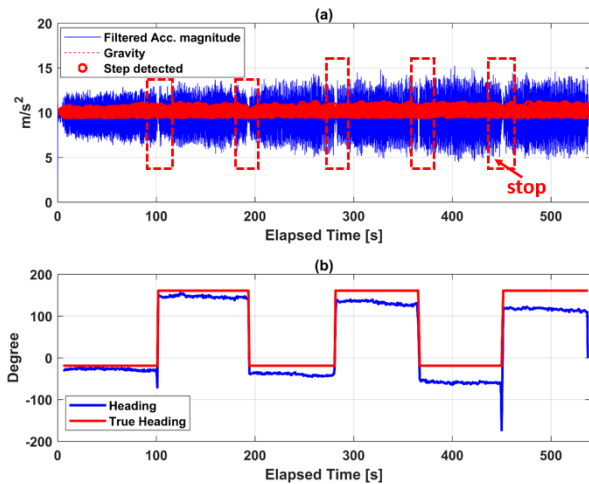 (a)
20
15
10
5
0
m/s²
Filtered Acc. magnitude
Gravity
Step detected
stop
0 100 200 300 400 500
Elapsed Time [s]
(b)
200
100
0
-100
-200
Degree
Heading
True Heading
0 100 200 300 400 500
Elapsed Time [s]